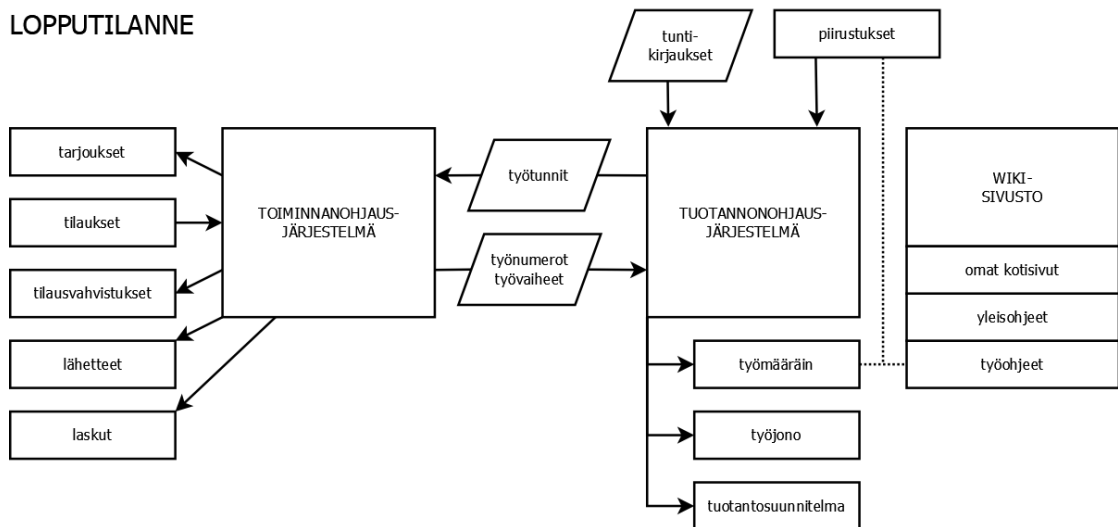 LOPPUTILANNE
tunti-
kirjaukset
piirustukset
tarjoukset
tilaukset
tilausvahvistukset
lähetteet
laskut
TOIMINNANOHJAUS-
JÄRJESTELMÄ
työtunnit
työnumerot
työvaiheet
TUOTANNONOHJAUS-
JÄRJESTELMÄ
työmääräin
työjono
tuotantosuunnitelma
WIKI-
SIVUSTO
omat kotisivut
yleisohjeet
työohjeet